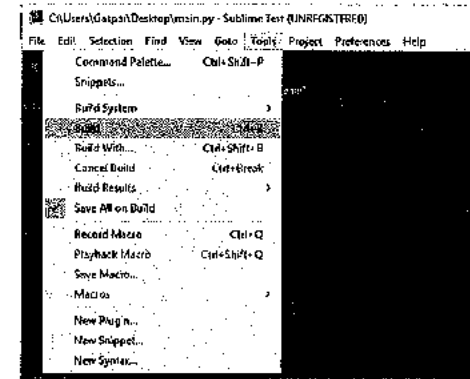 C:\Users\Gaspar\Desktop\main.py - Sublime Text (UNREGISTERED)
File Edit Selection Find View Goto Tools Project Preferences Help
Command Palette... Ctrl+Shift+P
Snippets...
Build System
Build Ctrl+B
Build With... Ctrl+Shift+B
Cancel Build Ctrl+Break
Build Results
Save All on Build
Record Macro Ctrl+Q
Playback Macro Ctrl+Shift+Q
Save Macro...
Macros
New Plugin...
New Snippet...
New Syntax...